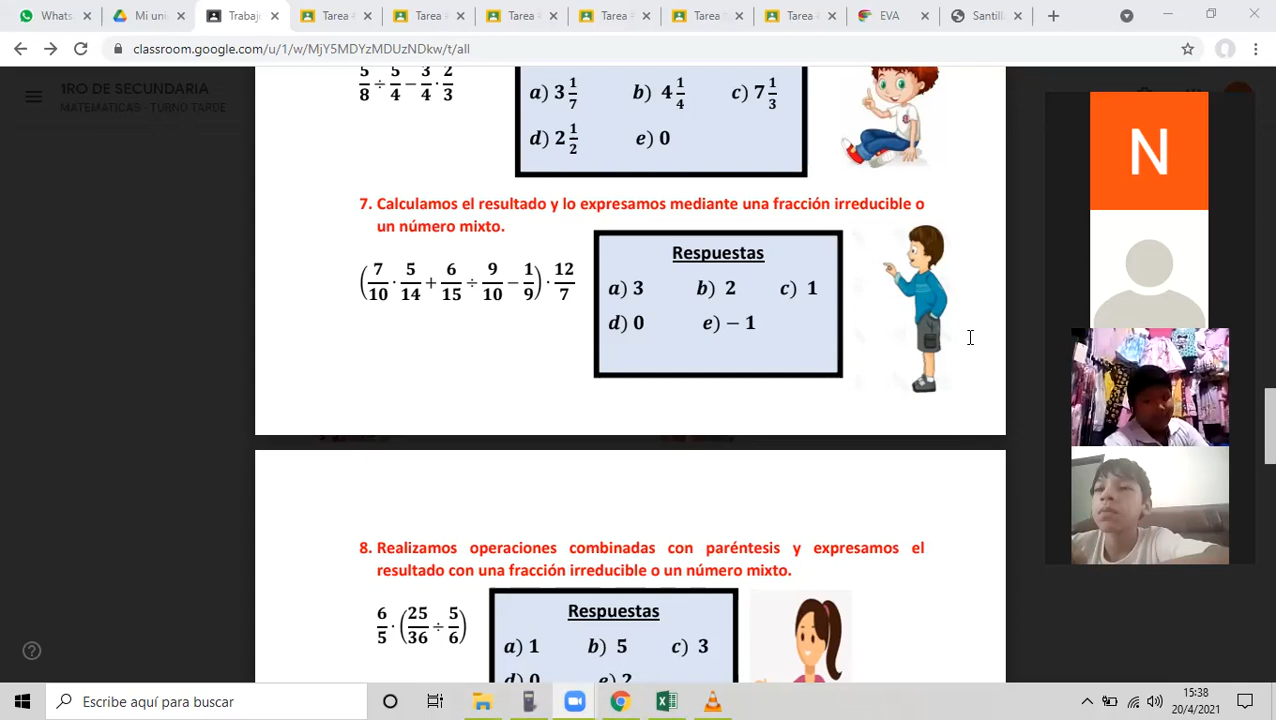 Whats
Mi uni
Trabaj
Tarea
Tarea
Tarea
Tarea
Tarea
Tarea
EVA
Santill
classroom.google.com/u/1/w/MjY5MDYzMDUzNDkw/t/all
1RO DE SECUNDARIA
MATEMÁTICAS - TURNO TARDE
5/8 ÷ 5/4 − 3/4 · 2/3
a) 3 1/7 b) 4 1/4 c) 7 1/3
d) 2 1/2 e) 0
7. Calculamos el resultado y lo expresamos mediante una fracción irreducible o
un número mixto.
(7/10 · 5/14 + 6/15 ÷ 9/10 − 1/9) · 12/7
Respuestas
a) 3 b) 2 c) 1
d) 0 e) − 1
N
8. Realizamos operaciones combinadas con paréntesis y expresamos el
resultado con una fracción irreducible o un número mixto.
6/5 · (25/36 ÷ 5/6)
Respuestas
a) 1 b) 5 c) 3
d) 0 e) 2
Escribe aquí para buscar
15:38
20/4/2021